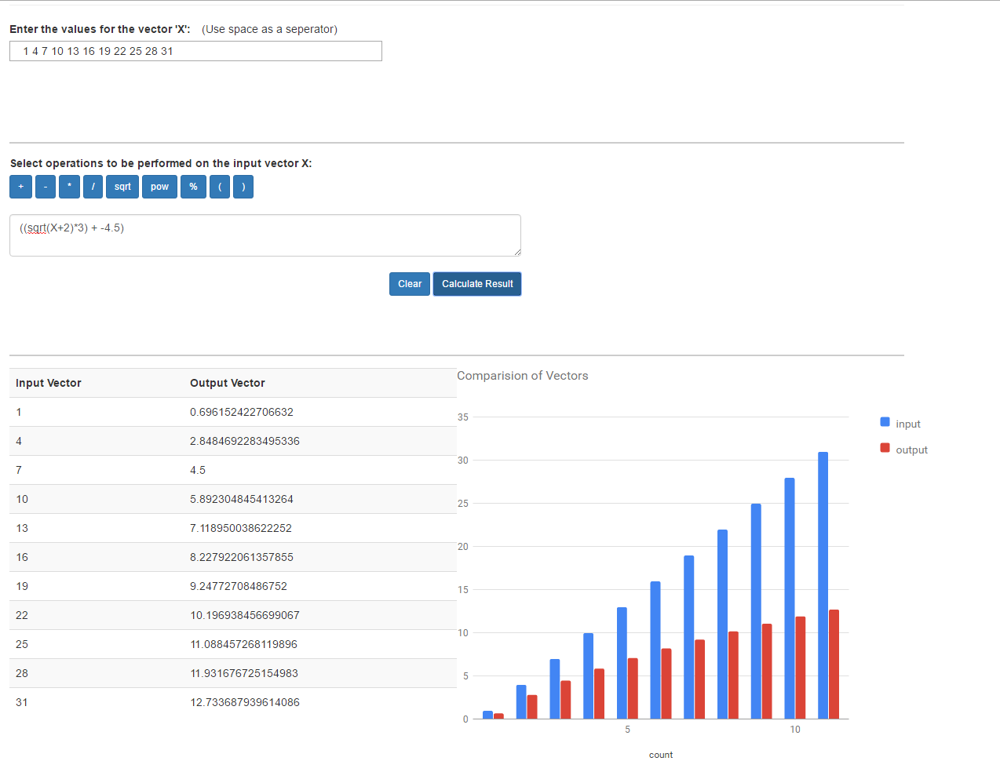 Enter the values for the vector 'X': (Use space as a seperator)
1 4 7 10 13 16 19 22 25 28 31
Select operations to be performed on the input vector X:
+ - * / sqrt pow % ( )
((sqrt(X+2)*3) + -4.5)
Clear Calculate Result
Input Vector Output Vector
1 0.696152422706632
4 2.8484692283495336
7 4.5
10 5.892304845413264
13 7.118950038622252
16 8.227922061357855
19 9.24772708486752
22 10.196938456699067
25 11.088457268119896
28 11.931676725154983
31 12.733687939614086
Comparision of Vectors
35
30
25
20
15
10
5
0
5 10
count
input
output